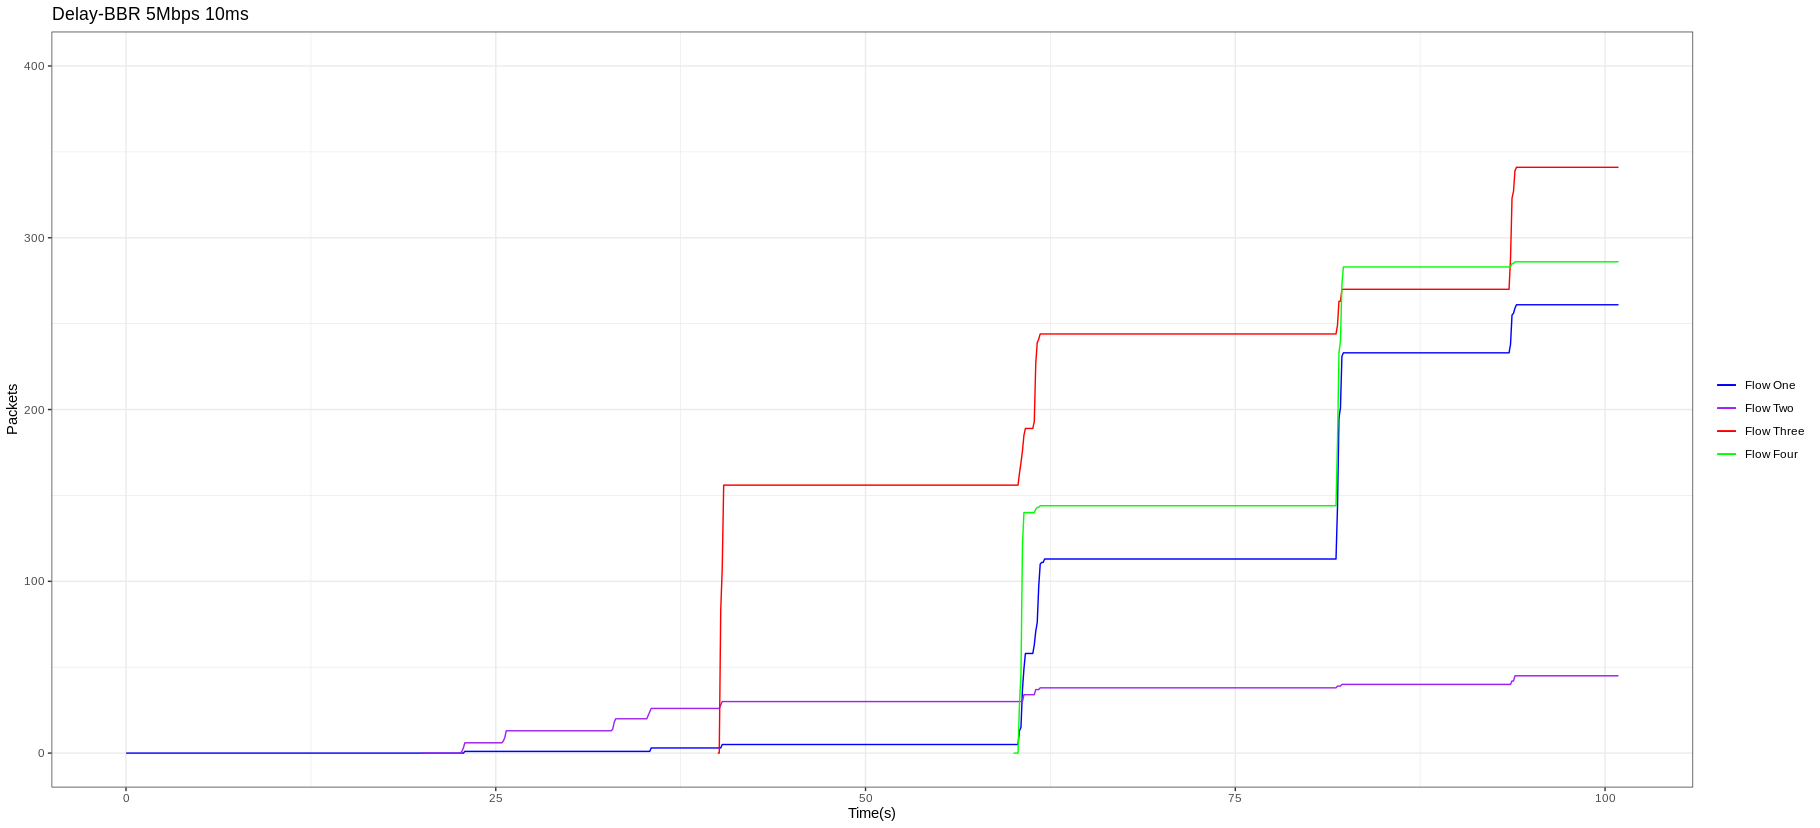 Delay-BBR 5Mbps 10ms
Packets
400
300
200
100
0
0 25 50 75 100
Time(s)
Flow One
Flow Two
Flow Three
Flow Four